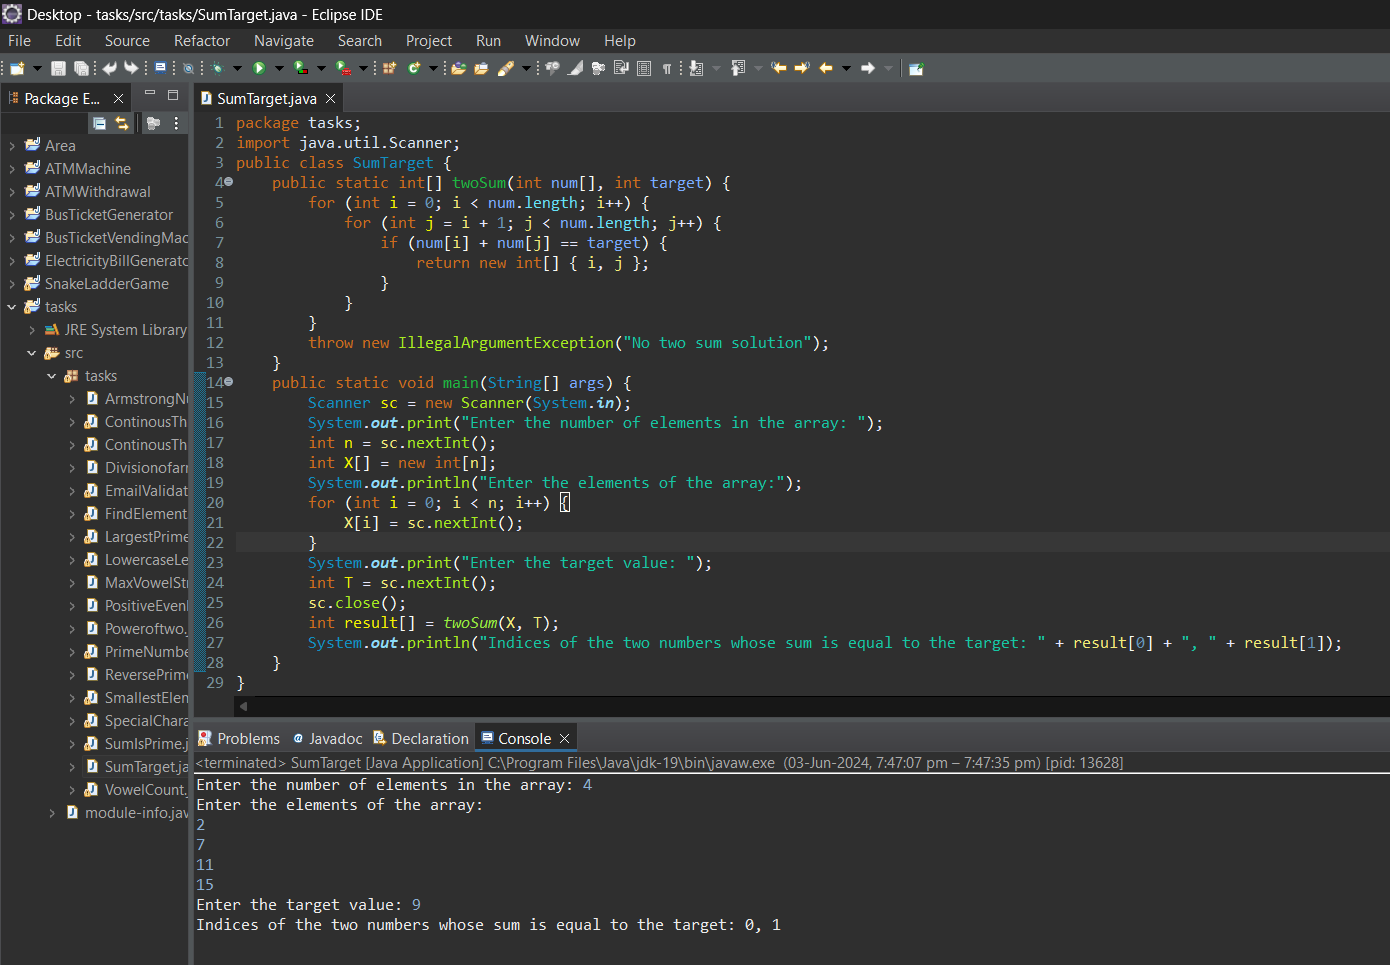 Desktop - tasks/src/tasks/SumTarget.java - Eclipse IDE
File Edit Source Refactor Navigate Search Project Run Window Help
Package E...
Area
ATMMachine
ATMWithdrawal
BusTicketGenerator
BusTicketVendingMac
ElectricityBillGeneratc
SnakeLadderGame
tasks
JRE System Library
src
tasks
ArmstrongNu
ContinousTh
ContinousTh
Divisionofarr
EmailValidat
FindElement
LargestPrime
LowercaseLe
MaxVowelStr
PositiveEvenl
Poweroftwo.
PrimeNumbe
ReversePrime
SmallestElem
SpecialChara
SumIsPrime.j
SumTarget.ja
VowelCount.
module-info.jav
SumTarget.java
1 package tasks;
2 import java.util.Scanner;
3 public class SumTarget {
4     public static int[] twoSum(int num[], int target) {
5         for (int i = 0; i < num.length; i++) {
6             for (int j = i + 1; j < num.length; j++) {
7                 if (num[i] + num[j] == target) {
8                     return new int[] { i, j };
9                 }
10             }
11         }
12         throw new IllegalArgumentException("No two sum solution");
13     }
14     public static void main(String[] args) {
15         Scanner sc = new Scanner(System.in);
16         System.out.print("Enter the number of elements in the array: ");
17         int n = sc.nextInt();
18         int X[] = new int[n];
19         System.out.println("Enter the elements of the array:");
20         for (int i = 0; i < n; i++) {
21             X[i] = sc.nextInt();
22         }
23         System.out.print("Enter the target value: ");
24         int T = sc.nextInt();
25         sc.close();
26         int result[] = twoSum(X, T);
27         System.out.println("Indices of the two numbers whose sum is equal to the target: " + result[0] + ", " + result[1]);
28     }
29 }
Problems Javadoc Declaration Console
<terminated> SumTarget [Java Application] C:\Program Files\Java\jdk-19\bin\javaw.exe (03-Jun-2024, 7:47:07 pm – 7:47:35 pm) [pid: 13628]
Enter the number of elements in the array: 4
Enter the elements of the array:
2
7
11
15
Enter the target value: 9
Indices of the two numbers whose sum is equal to the target: 0, 1